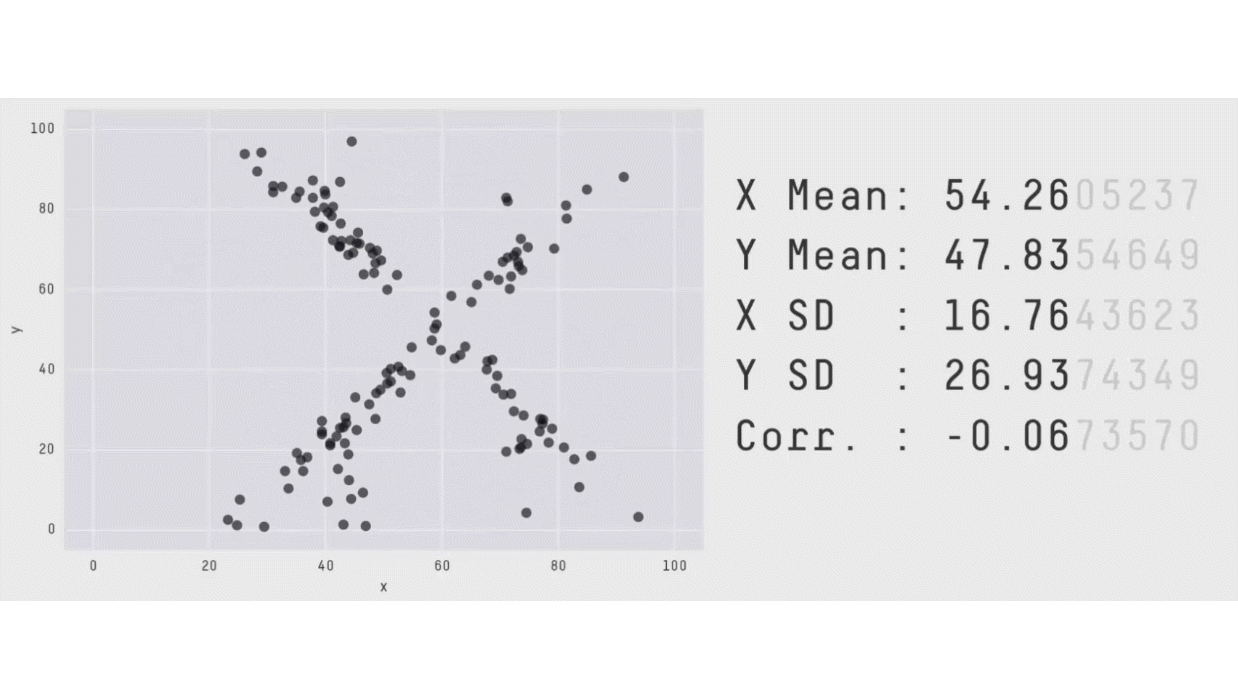 100
80
60
40
20
0
y
0 20 40 60 80 100
x
X Mean: 54.2605237
Y Mean: 47.8354649
X SD : 16.7643623
Y SD : 26.9374349
Corr. : -0.0673570